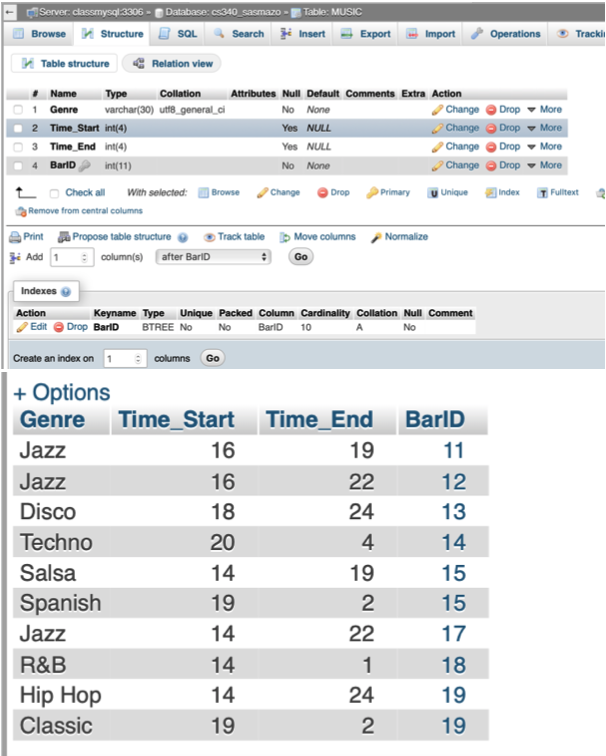 Server: classmysql:3306 » Database: cs340_sasmazo » Table: MUSIC
Browse Structure SQL Search Insert Export Import Operations Tracki
Table structure Relation view
# Name Type Collation Attributes Null Default Comments Extra Action
1 Genre varchar(30) utf8_general_ci No None Change Drop More
2 Time_Start int(4) Yes NULL Change Drop More
3 Time_End int(4) Yes NULL Change Drop More
4 BarID int(11) No None Change Drop More
Check all With selected: Browse Change Drop Primary Unique Index Fulltext
Remove from central columns
Print Propose table structure Track table Move columns Normalize
Add 1 column(s) after BarID Go
Indexes
Action Keyname Type Unique Packed Column Cardinality Collation Null Comment
Edit Drop BarID BTREE No No BarID 10 A No
Create an index on 1 columns Go
+ Options
Genre Time_Start Time_End BarID
Jazz 16 19 11
Jazz 16 22 12
Disco 18 24 13
Techno 20 4 14
Salsa 14 19 15
Spanish 19 2 15
Jazz 14 22 17
R&B 14 1 18
Hip Hop 14 24 19
Classic 19 2 19